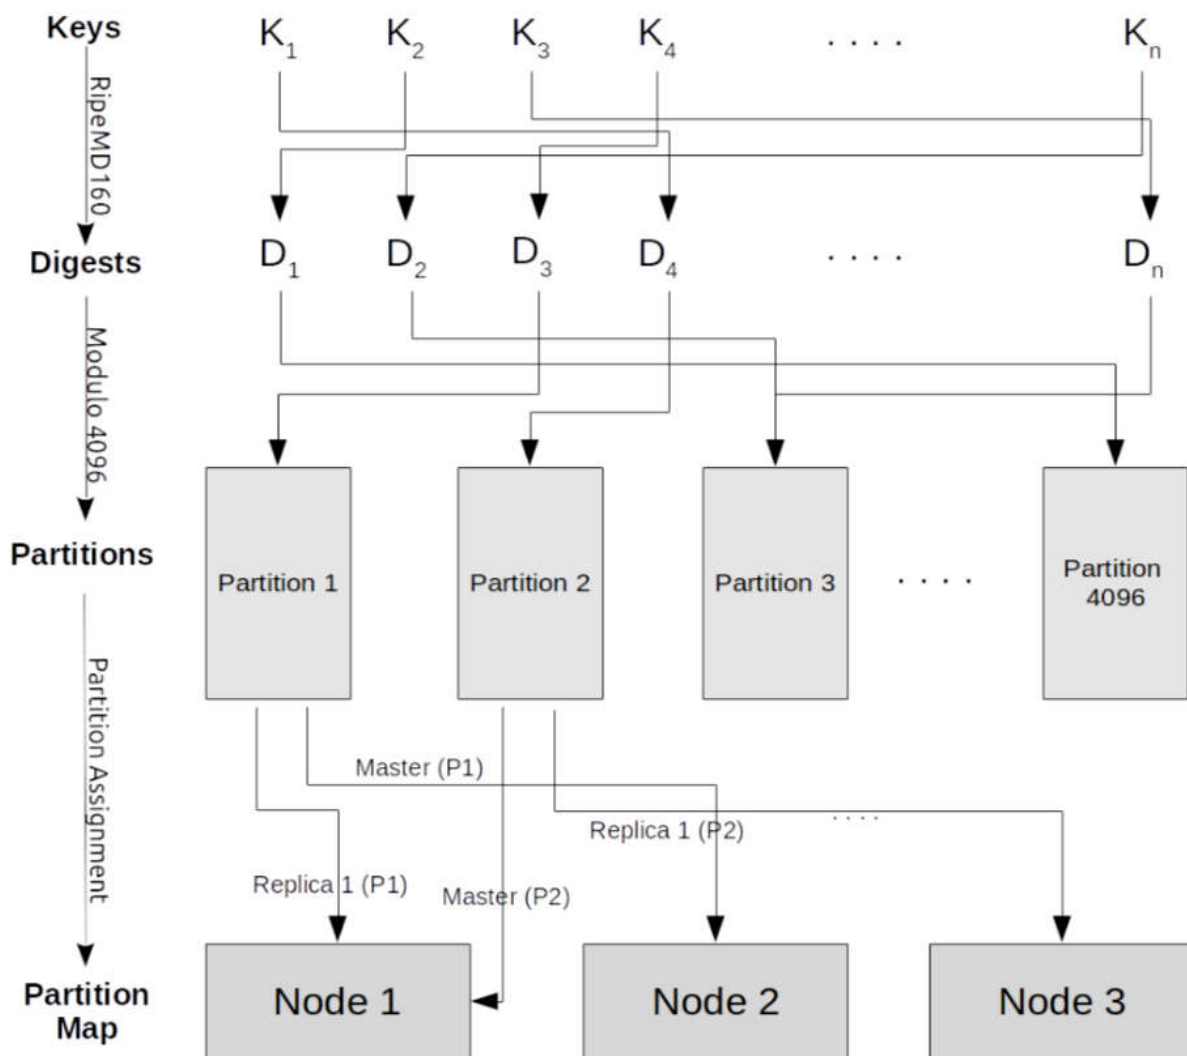 Keys
K1 K2 K3 K4 . . . . Kn
RipeMD160
Digests
D1 D2 D3 D4 . . . . Dn
Modulo 4096
Partitions
Partition 1
Partition 2
Partition 3
. . . .
Partition
4096
Partition Assignment
Master (P1)
Replica 1 (P2)
. . . .
Replica 1 (P1)
Master (P2)
Partition
Map
Node 1
Node 2
Node 3